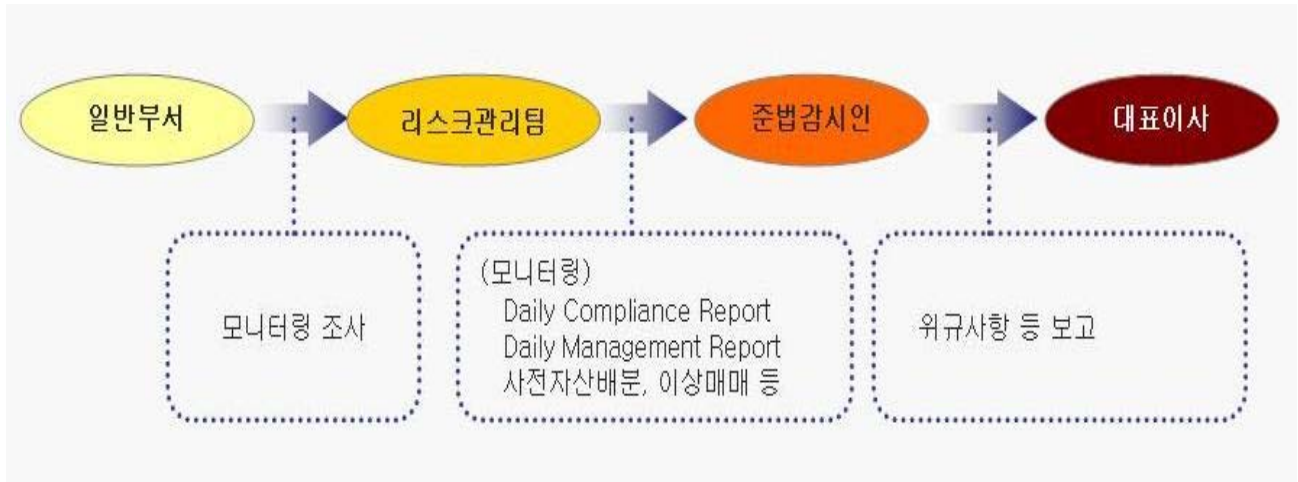 일반부서
리스크관리팀
준법감시인
대표이사
모니터링 조사
(모니터링)
Daily Compliance Report
Daily Management Report
사전자산배분, 이상매매 등
위규사항 등 보고